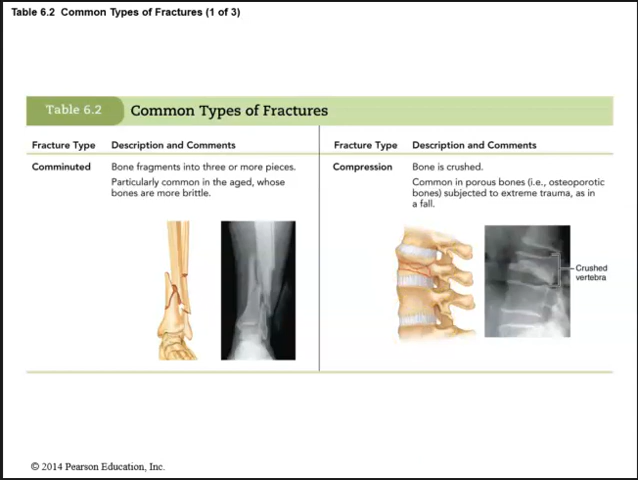 Table 6.2 Common Types of Fractures (1 of 3)
Table 6.2
Common Types of Fractures
Fracture Type
Description and Comments
Comminuted
Bone fragments into three or more pieces.
Particularly common in the aged, whose
bones are more brittle.
Fracture Type
Description and Comments
Compression
Bone is crushed.
Common in porous bones (i.e., osteoporotic
bones) subjected to extreme trauma, as in
a fall.
Crushed
vertebra
© 2014 Pearson Education, Inc.